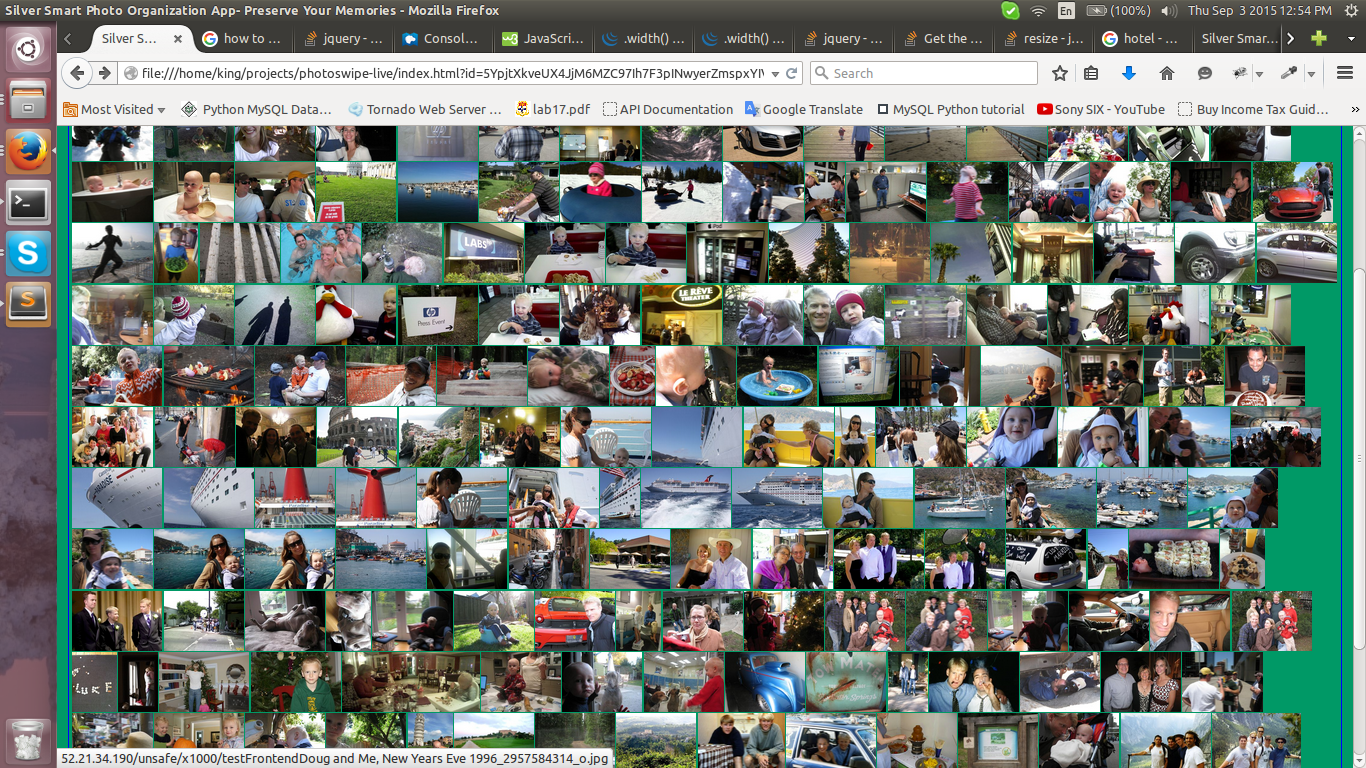 Silver Smart Photo Organization App- Preserve Your Memories - Mozilla Firefox
En (100%) Thu Sep 3 2015 12:54 PM
Silver S… how to … jquery - … Consol… JavaScri… .width() … .width() … jquery - … Get the … resize - j… hotel - … Silver Smar…
file:///home/king/projects/photoswipe-live/index.html?id=5YpjtXkveUX4JjM6MZC97Ih7F3pINwyerZmspxYIV Search
Most Visited Python MySQL Data… Tornado Web Server … lab17.pdf API Documentation Google Translate MySQL Python tutorial Sony SIX - YouTube Buy Income Tax Guid…
LABS
LE RÊVE
THEATER
hp
Press Event
LUKE
52.21.34.190/unsafe/x1000/testFrontendDoug and Me, New Years Eve 1996_2957584314_o.jpg